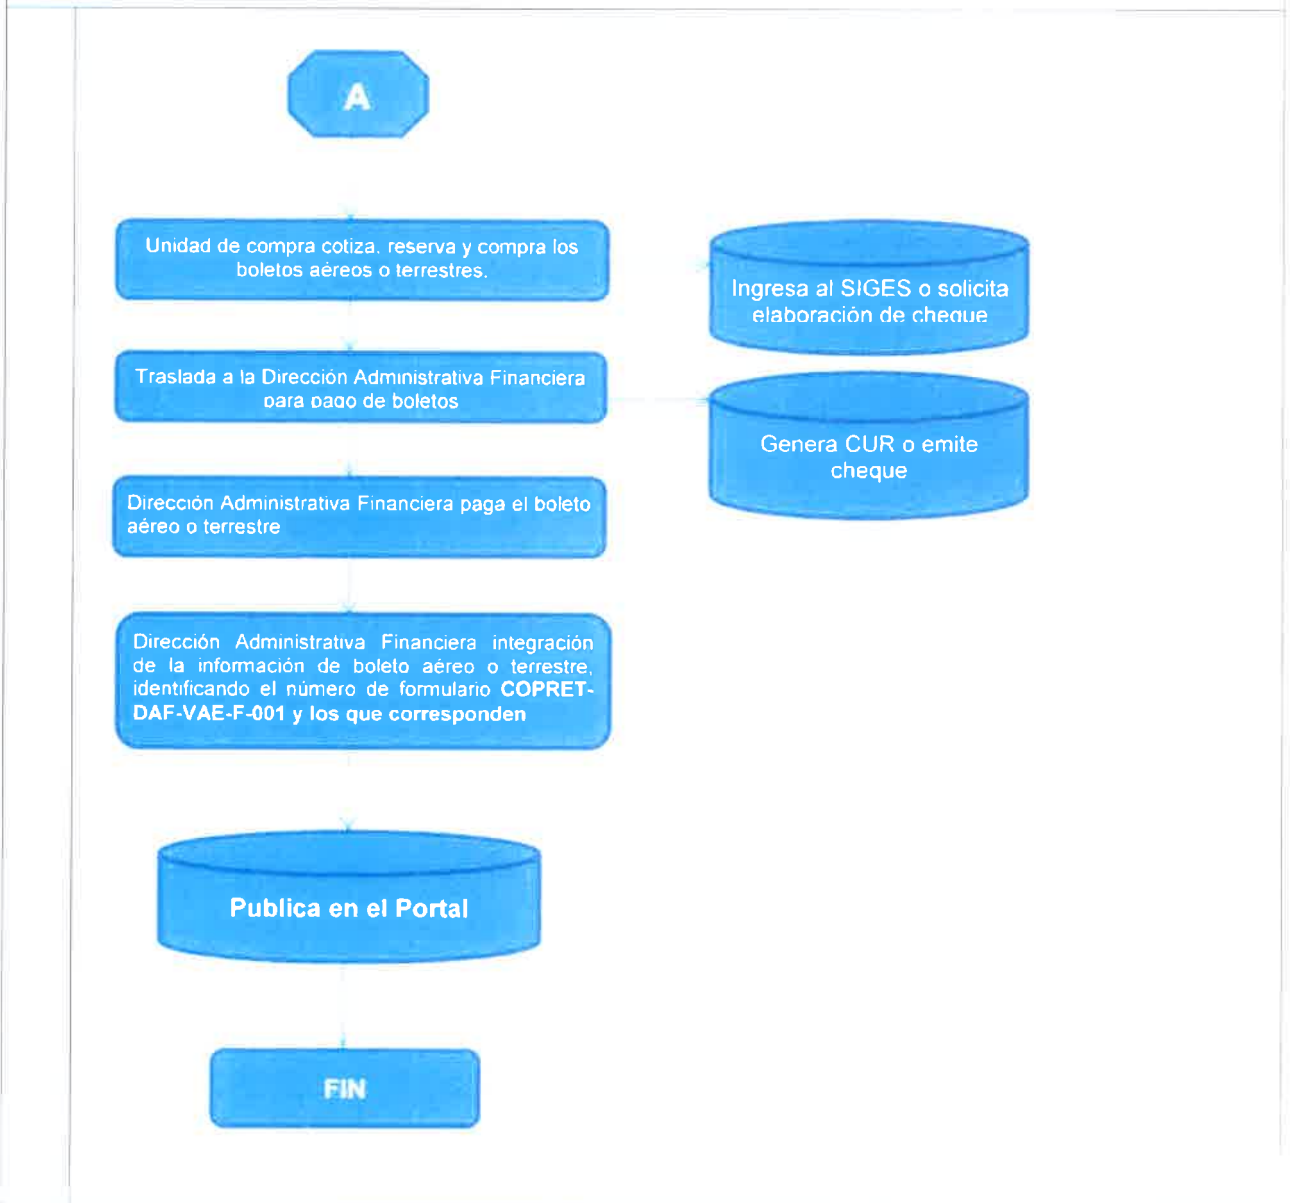 A
Unidad de compra cotiza, reserva y compra los
boletos aéreos o terrestres.
Ingresa al SIGES o solicita
elaboración de cheque
Traslada a la Dirección Administrativa Financiera
para pago de boletos
Genera CUR o emite
cheque
Dirección Administrativa Financiera paga el boleto
aéreo o terrestre
Dirección Administrativa Financiera integración
de la información de boleto aéreo o terrestre,
identificando el número de formulario COPRET-
DAF-VAE-F-001 y los que corresponden
Publica en el Portal
FIN